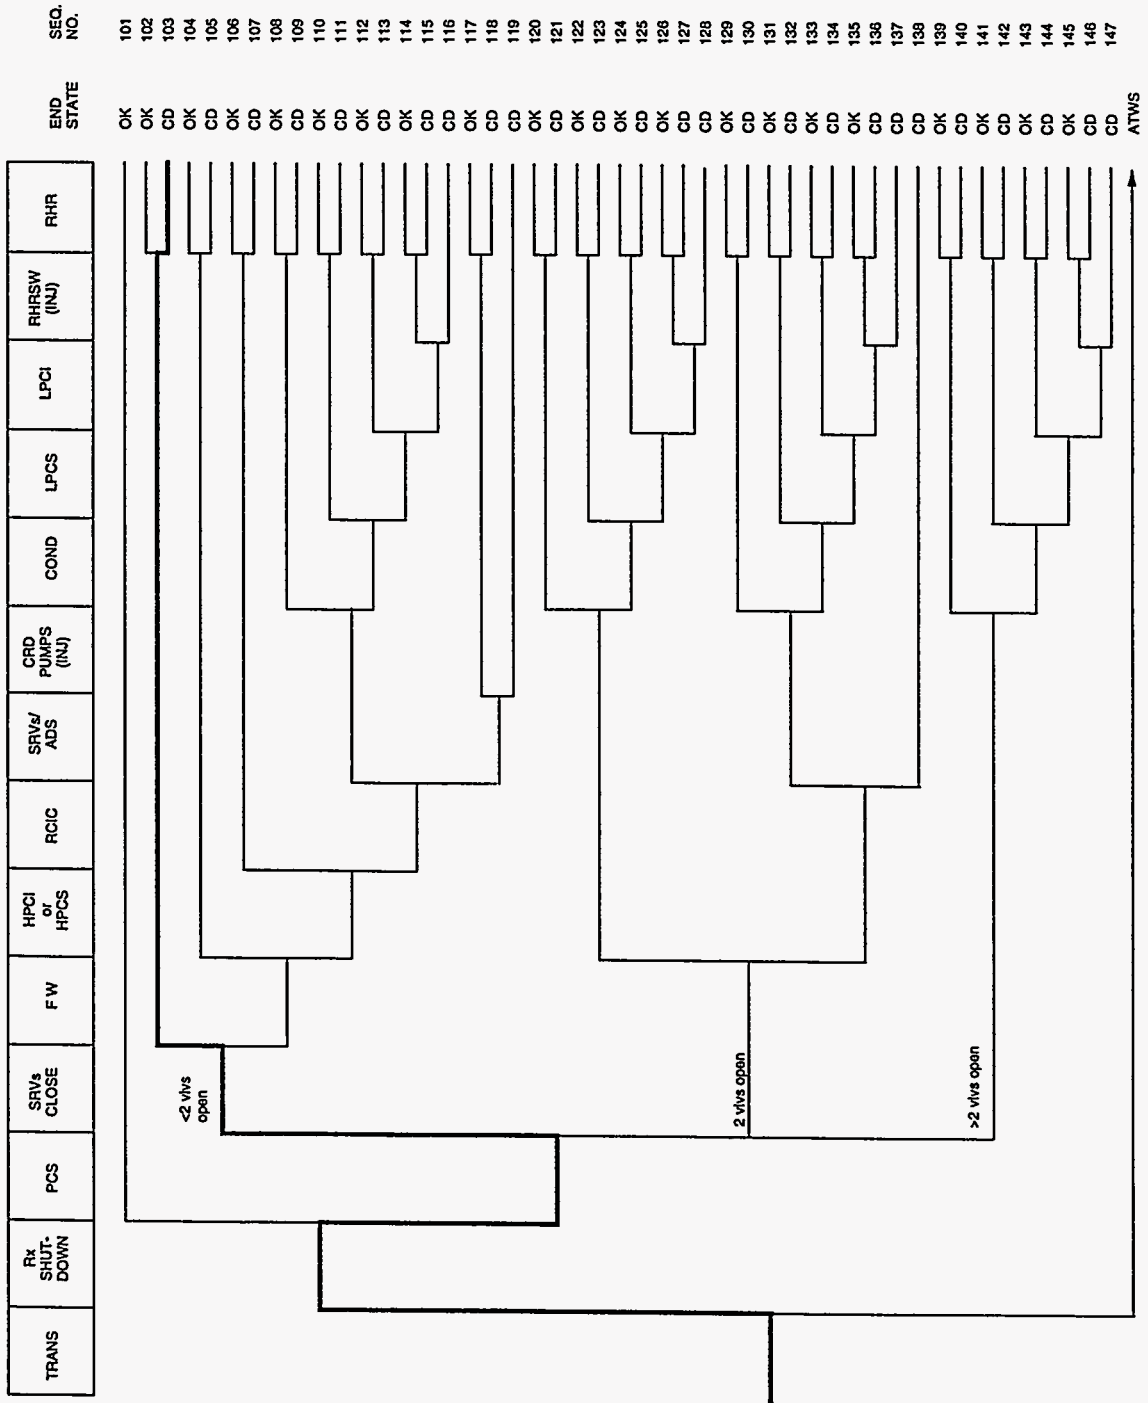 TRANS
Rx
SHUT-
DOWN
PCS
SRVs
CLOSE
FW
HPCI
or
HPCS
RCIC
SRVs/
ADS
CRD
PUMPS
(INJ)
COND
LPCS
LPCI
RHRSW
(INJ)
RHR
END
STATE
SEQ.
NO.
OK 101
OK 102
CD 103
OK 104
CD 105
OK 106
CD 107
OK 108
CD 109
OK 110
CD 111
OK 112
CD 113
OK 114
CD 115
CD 116
OK 117
CD 118
CD 119
OK 120
CD 121
OK 122
CD 123
OK 124
CD 125
OK 126
CD 127
CD 128
OK 129
CD 130
OK 131
CD 132
OK 133
CD 134
OK 135
CD 136
CD 137
CD 138
OK 139
CD 140
OK 141
CD 142
OK 143
CD 144
OK 145
CD 146
CD 147
ATWS
<2 vlvs
open
2 vlvs open
>2 vlvs open